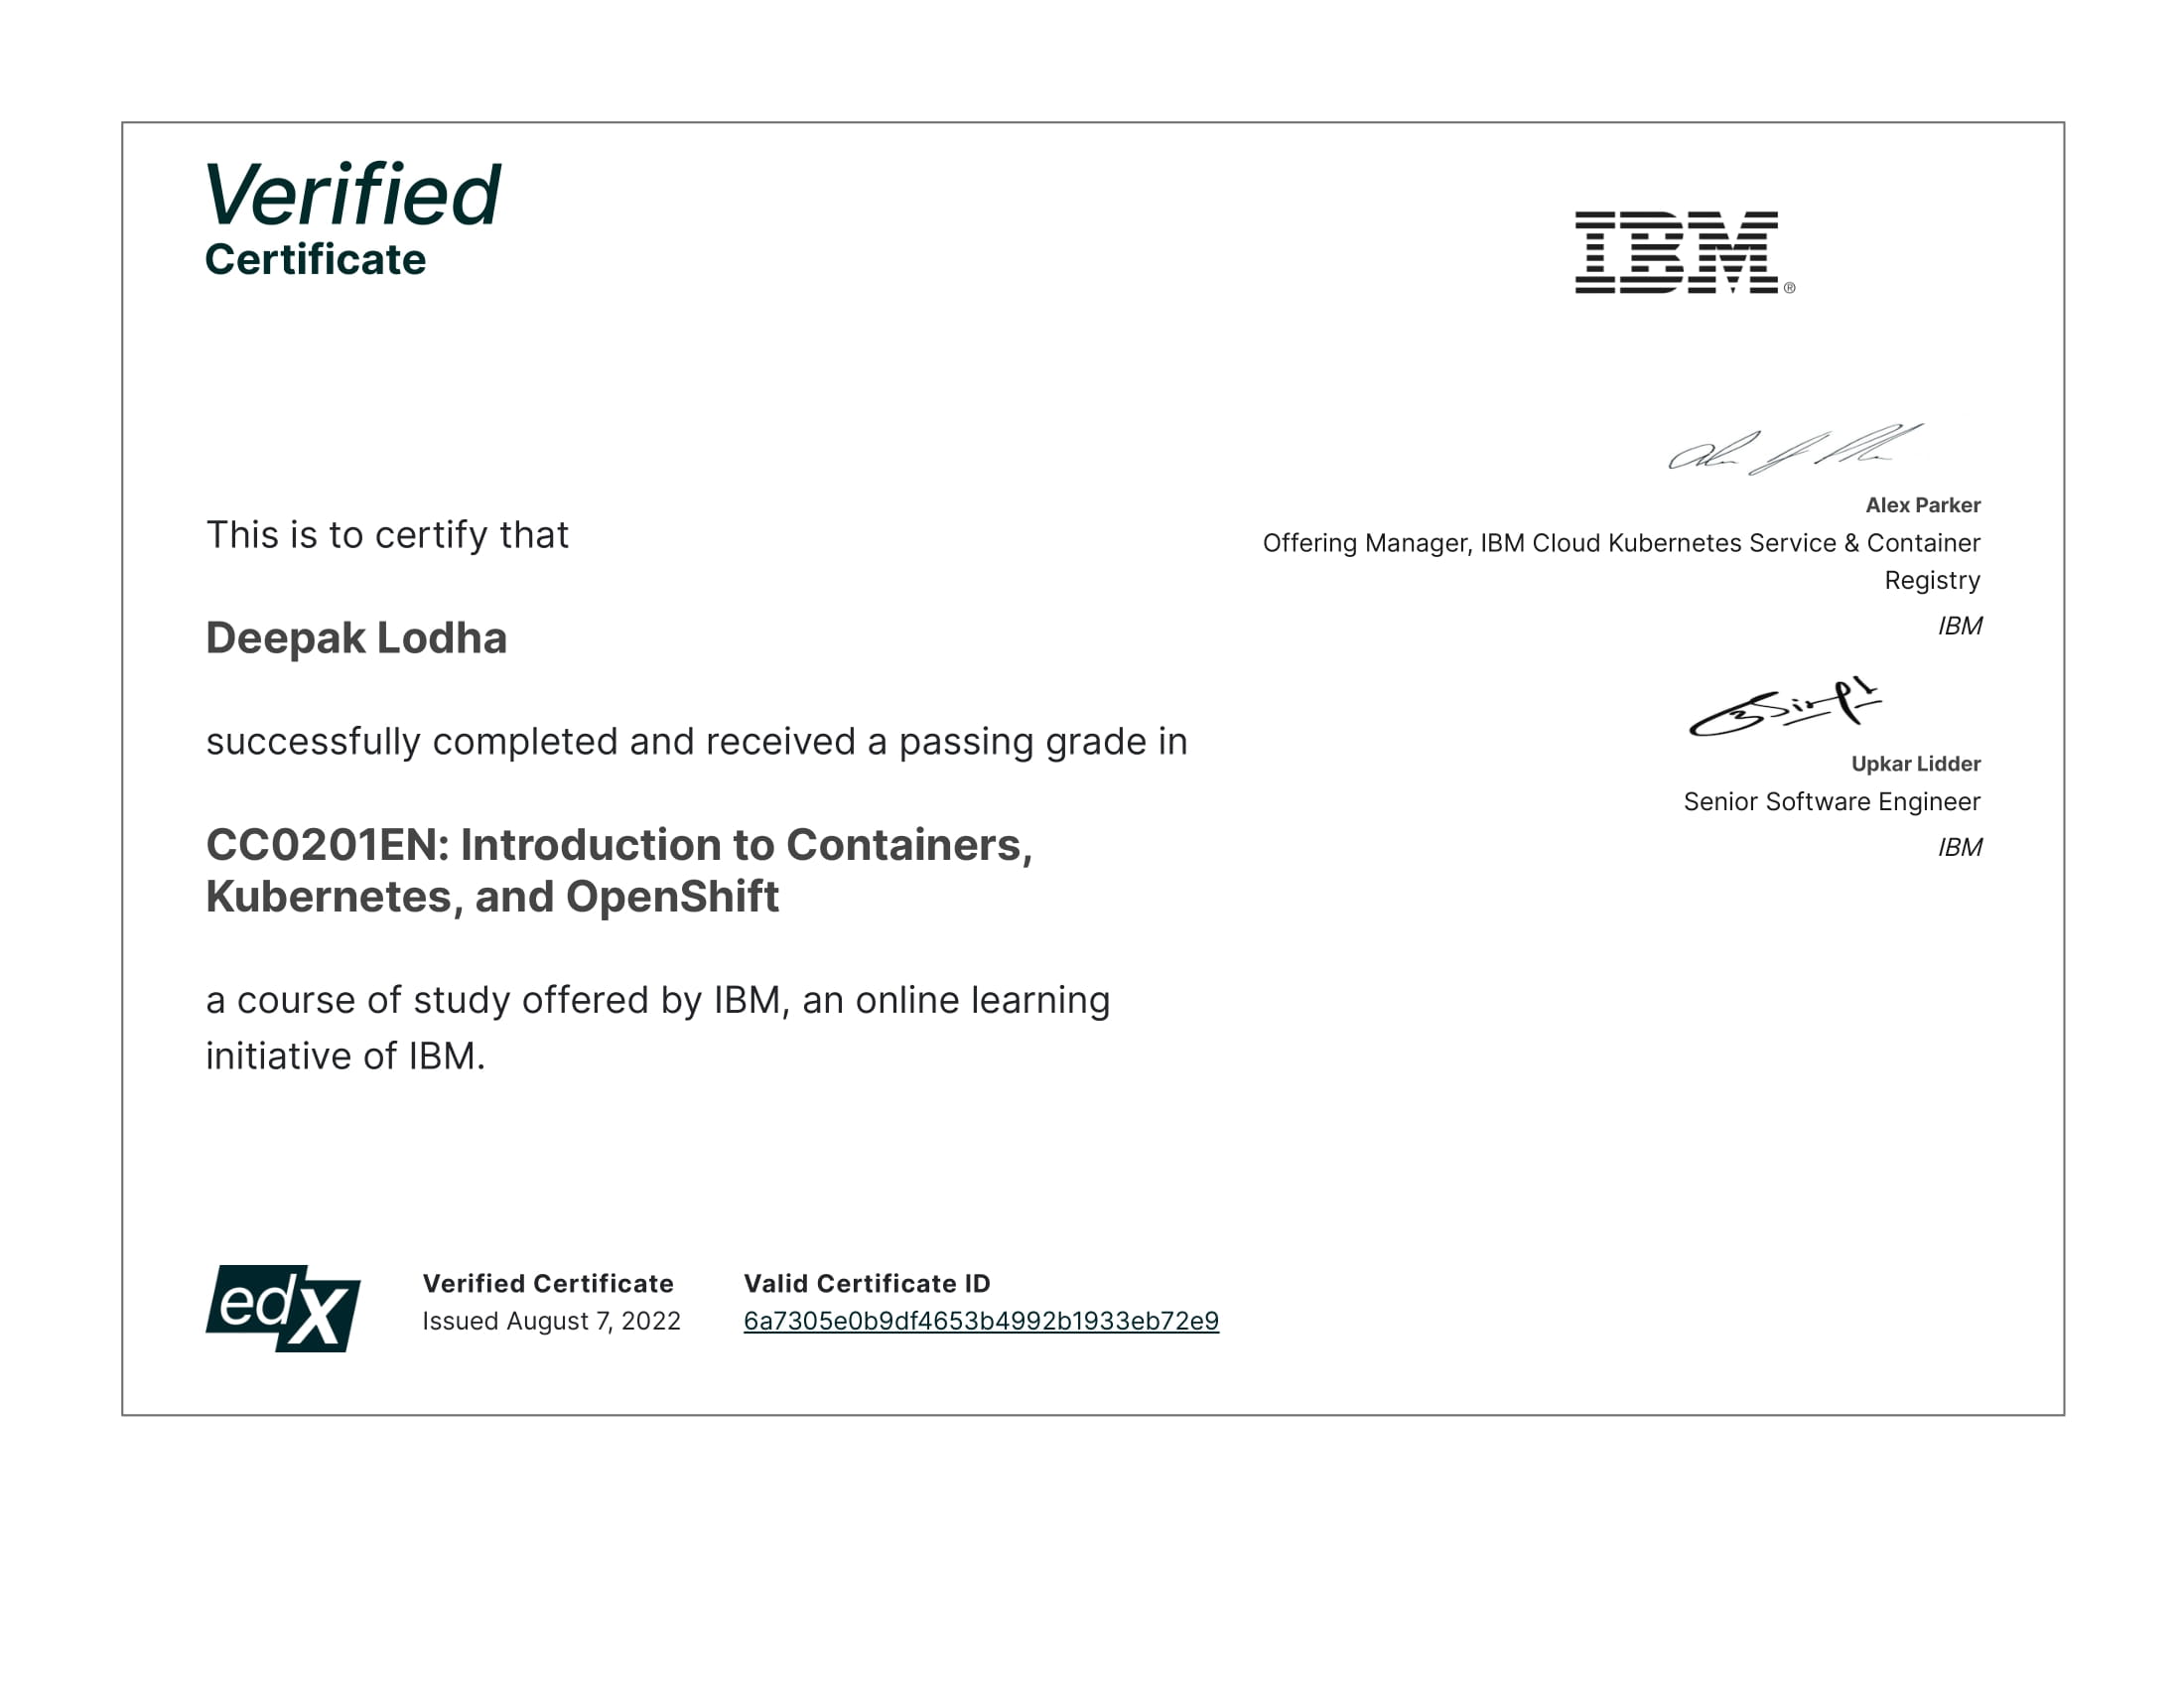 Verified
Certificate
IBM®
This is to certify that
Deepak Lodha
successfully completed and received a passing grade in
CC0201EN: Introduction to Containers,
Kubernetes, and OpenShift
a course of study offered by IBM, an online learning
initiative of IBM.
Alex Parker
Offering Manager, IBM Cloud Kubernetes Service & Container
Registry
IBM
Upkar Lidder
Senior Software Engineer
IBM
edX
Verified Certificate
Issued August 7, 2022
Valid Certificate ID
6a7305e0b9df4653b4992b1933eb72e9